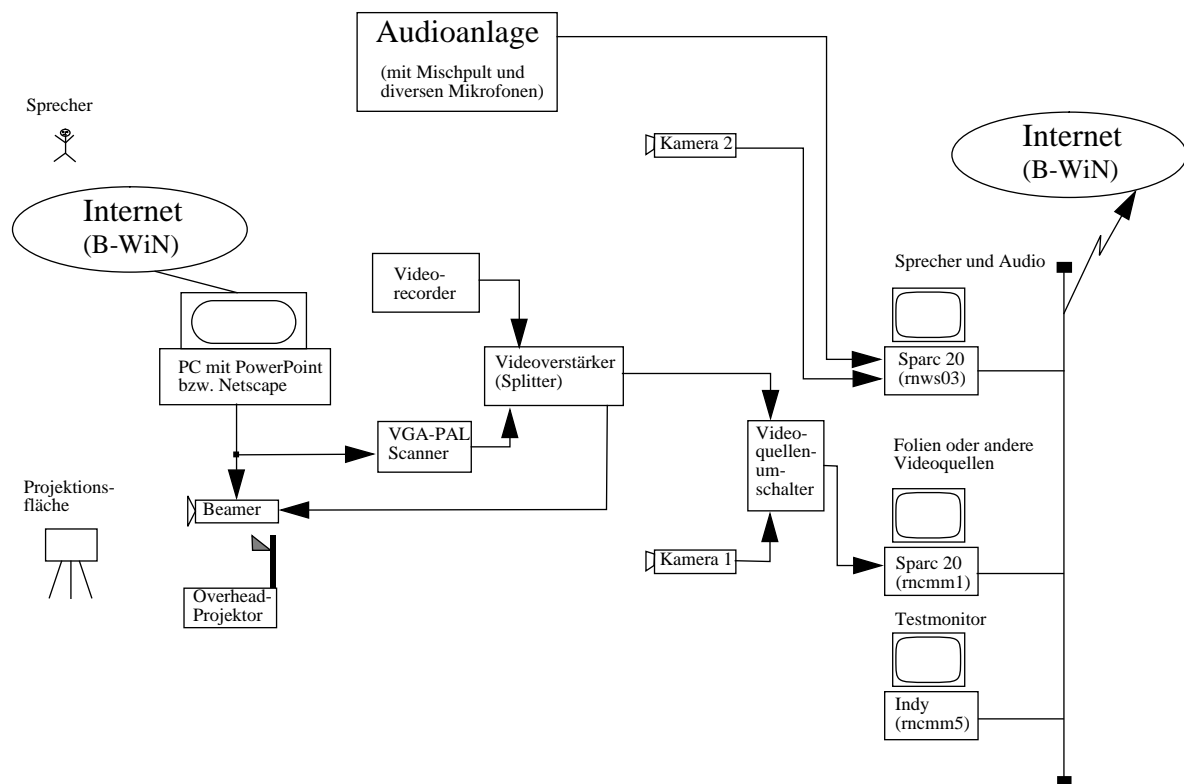 Audioanlage
(mit Mischpult und
diversen Mikrofonen)
Sprecher
Kamera 2
Internet
(B-WiN)
Internet
(B-WiN)
Video-
recorder
Sprecher und Audio
PC mit PowerPoint
bzw. Netscape
Videoverstärker
(Splitter)
Sparc 20
(rnws03)
VGA-PAL
Scanner
Video-
quellen-
um-
schalter
Folien oder andere
Videoquellen
Projektions-
fläche
Beamer
Kamera 1
Sparc 20
(rncmm1)
Overhead-
Projektor
Testmonitor
Indy
(rncmm5)